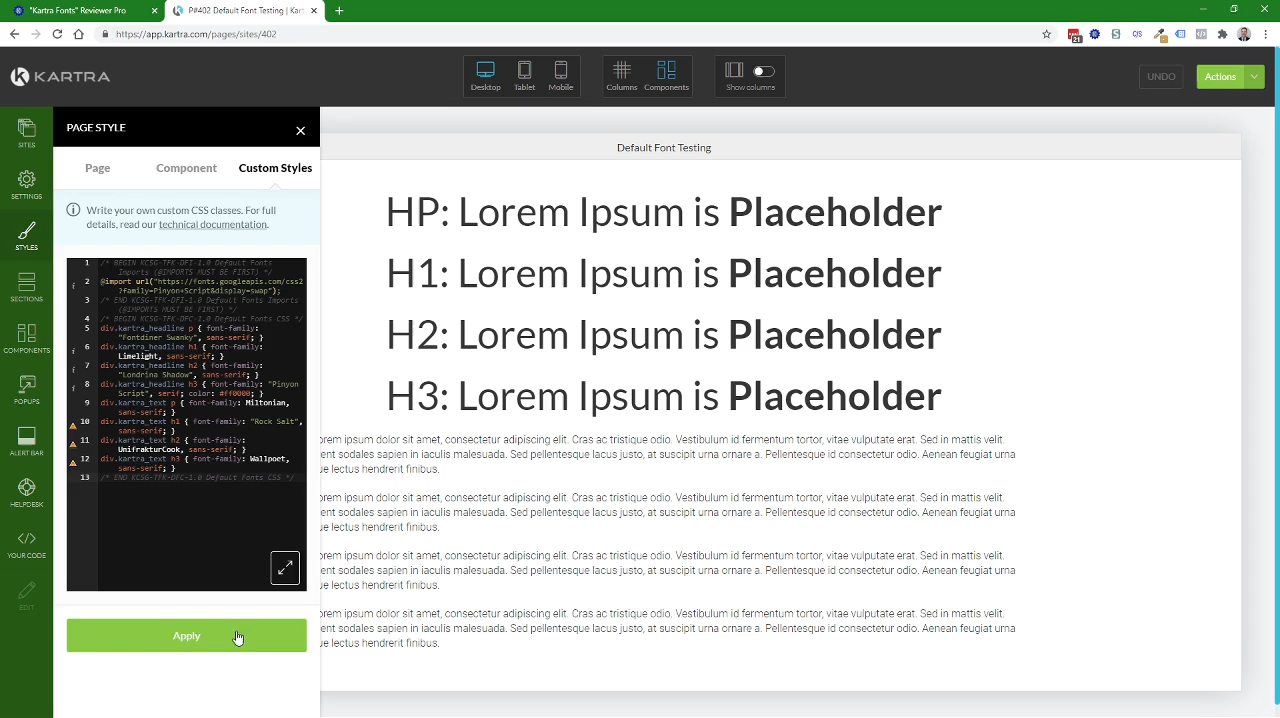 "Kartra Fonts" Reviewer Pro
P#402 Default Font Testing | Kart
https://app.kartra.com/pages/sites/402
21
KARTRA
Desktop
Tablet
Mobile
Columns
Components
Show columns
UNDO
Actions
SITES
SETTINGS
STYLES
SECTIONS
COMPONENTS
POPUPS
ALERT BAR
HELPDESK
YOUR CODE
EDIT
PAGE STYLE
Page Component Custom Styles
Write your own custom CSS classes. For full
details, read our technical documentation.
1 /* BEGIN KCSG-TFK-DFI-1.0 Default Fonts
Imports (@IMPORTS MUST BE FIRST) */
2 @import url("https://fonts.googleapis.com/css2
?family=Pinyon+Script&display=swap");
3 /* END KCSG-TFK-DFI-1.0 Default Fonts Imports
(@IMPORTS MUST BE FIRST) */
4 /* BEGIN KCSG-TFK-DFC-1.0 Default Fonts CSS */
5 div.kartra_headline p { font-family:
"Fontdiner Swanky", sans-serif; }
6 div.kartra_headline h1 { font-family:
Limelight, sans-serif; }
7 div.kartra_headline h2 { font-family:
"Londrina Shadow", sans-serif; }
8 div.kartra_headline h3 { font-family: "Pinyon
Script", serif; color: #ff0000; }
9 div.kartra_text p { font-family: Miltonian,
sans-serif; }
10 div.kartra_text h1 { font-family: "Rock Salt",
sans-serif; }
11 div.kartra_text h2 { font-family:
UnifrakturCook, sans-serif; }
12 div.kartra_text h3 { font-family: Wallpoet,
sans-serif; }
13 /* END KCSG-TFK-DFC-1.0 Default Fonts CSS */
Apply
Default Font Testing
HP: Lorem Ipsum is Placeholder
H1: Lorem Ipsum is Placeholder
H2: Lorem Ipsum is Placeholder
H3: Lorem Ipsum is Placeholder
orem ipsum dolor sit amet, consectetur adipiscing elit. Cras ac tristique odio. Vestibulum id fermentum tortor, vitae vulputate erat. Sed in mattis velit.
ent sodales sapien in iaculis malesuada. Sed pellentesque lacus justo, at suscipit urna ornare a. Pellentesque id consectetur odio. Aenean feugiat urna
ue lectus hendrerit finibus.
orem ipsum dolor sit amet, consectetur adipiscing elit. Cras ac tristique odio. Vestibulum id fermentum tortor, vitae vulputate erat. Sed in mattis velit.
ent sodales sapien in iaculis malesuada. Sed pellentesque lacus justo, at suscipit urna ornare a. Pellentesque id consectetur odio. Aenean feugiat urna
ue lectus hendrerit finibus.
orem ipsum dolor sit amet, consectetur adipiscing elit. Cras ac tristique odio. Vestibulum id fermentum tortor, vitae vulputate erat. Sed in mattis velit.
ent sodales sapien in iaculis malesuada. Sed pellentesque lacus justo, at suscipit urna ornare a. Pellentesque id consectetur odio. Aenean feugiat urna
ue lectus hendrerit finibus.
orem ipsum dolor sit amet, consectetur adipiscing elit. Cras ac tristique odio. Vestibulum id fermentum tortor, vitae vulputate erat. Sed in mattis velit.
ent sodales sapien in iaculis malesuada. Sed pellentesque lacus justo, at suscipit urna ornare a. Pellentesque id consectetur odio. Aenean feugiat urna
ue lectus hendrerit finibus.